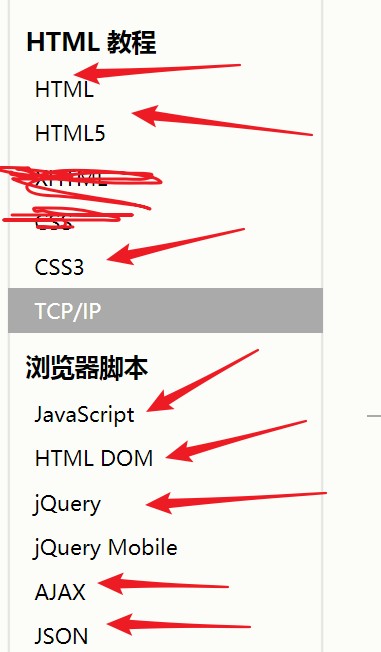 HTML 教程
HTML
HTML5
XHTML
CSS
CSS3
TCP/IP
浏览器脚本
JavaScript
HTML DOM
jQuery
jQuery Mobile
AJAX
JSON